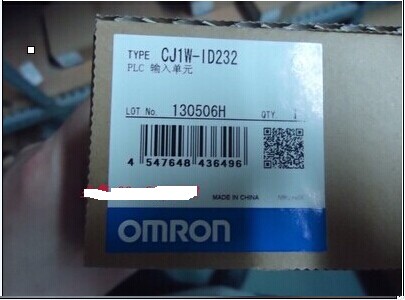 TYPE CJ1W-ID232
PLC 输入单元
LOT No. 130506H QTY. 1
4 547648 436496
MADE IN CHINA
OMRON